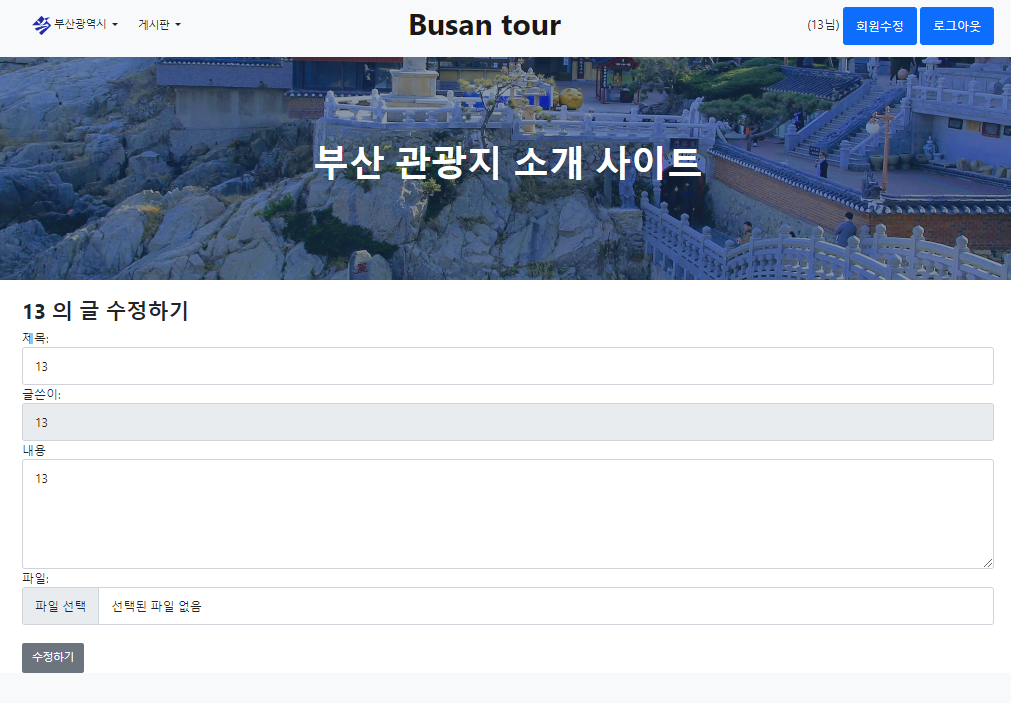 부산광역시 게시판 Busan tour (13님) 회원수정 로그아웃
부산 관광지 소개 사이트
13 의 글 수정하기
제목:
13
글쓴이:
13
내용
13
파일:
파일 선택 선택된 파일 없음
수정하기